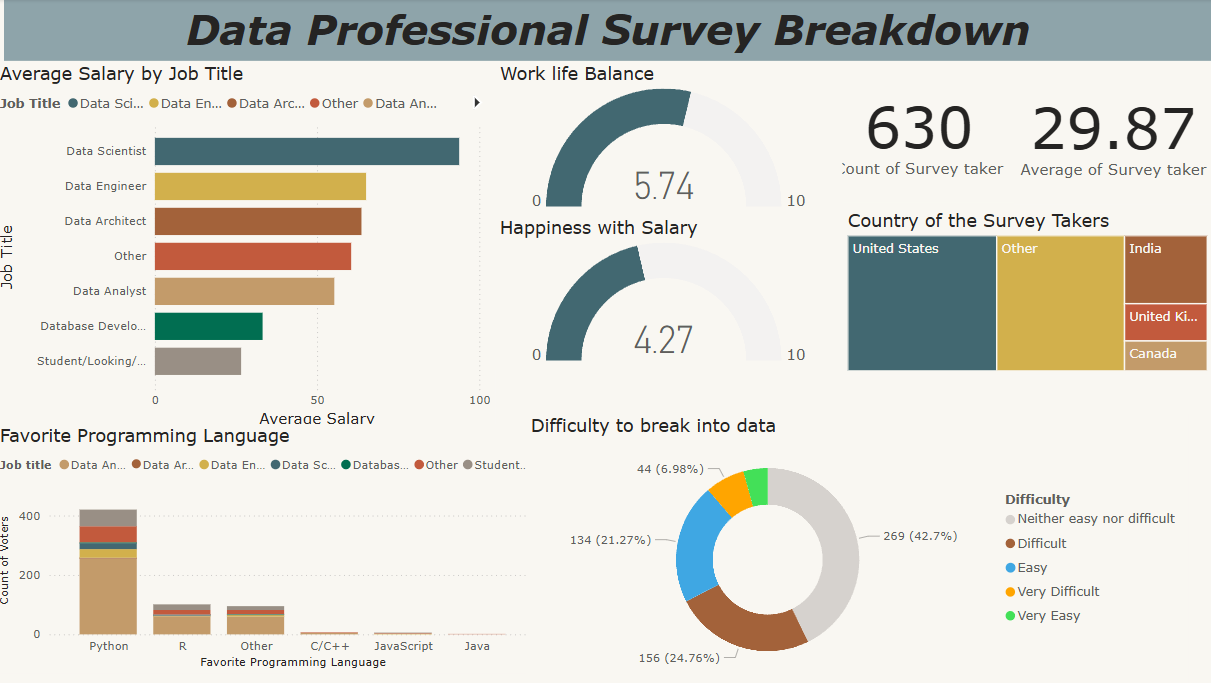 Data Professional Survey Breakdown
Average Salary by Job Title
Job Title Data Sci... Data En... Data Arc... Other Data An...
Job Title
Data Scientist
Data Engineer
Data Architect
Other
Data Analyst
Database Develo...
Student/Looking/...
0 50 100
Average Salary
Work life Balance
5.74
0 10
Happiness with Salary
4.27
0 10
630
Count of Survey taker
29.87
Average of Survey taker
Country of the Survey Takers
United States
Other
India
United Ki...
Canada
Favorite Programming Language
Job title Data An... Data Ar... Data En... Data Sc... Databas... Other Student..
Count of Voters
400
200
0
Python R Other C/C++ JavaScript Java
Favorite Programming Language
Difficulty to break into data
44 (6.98%)
134 (21.27%)
269 (42.7%)
156 (24.76%)
Difficulty
Neither easy nor difficult
Difficult
Easy
Very Difficult
Very Easy